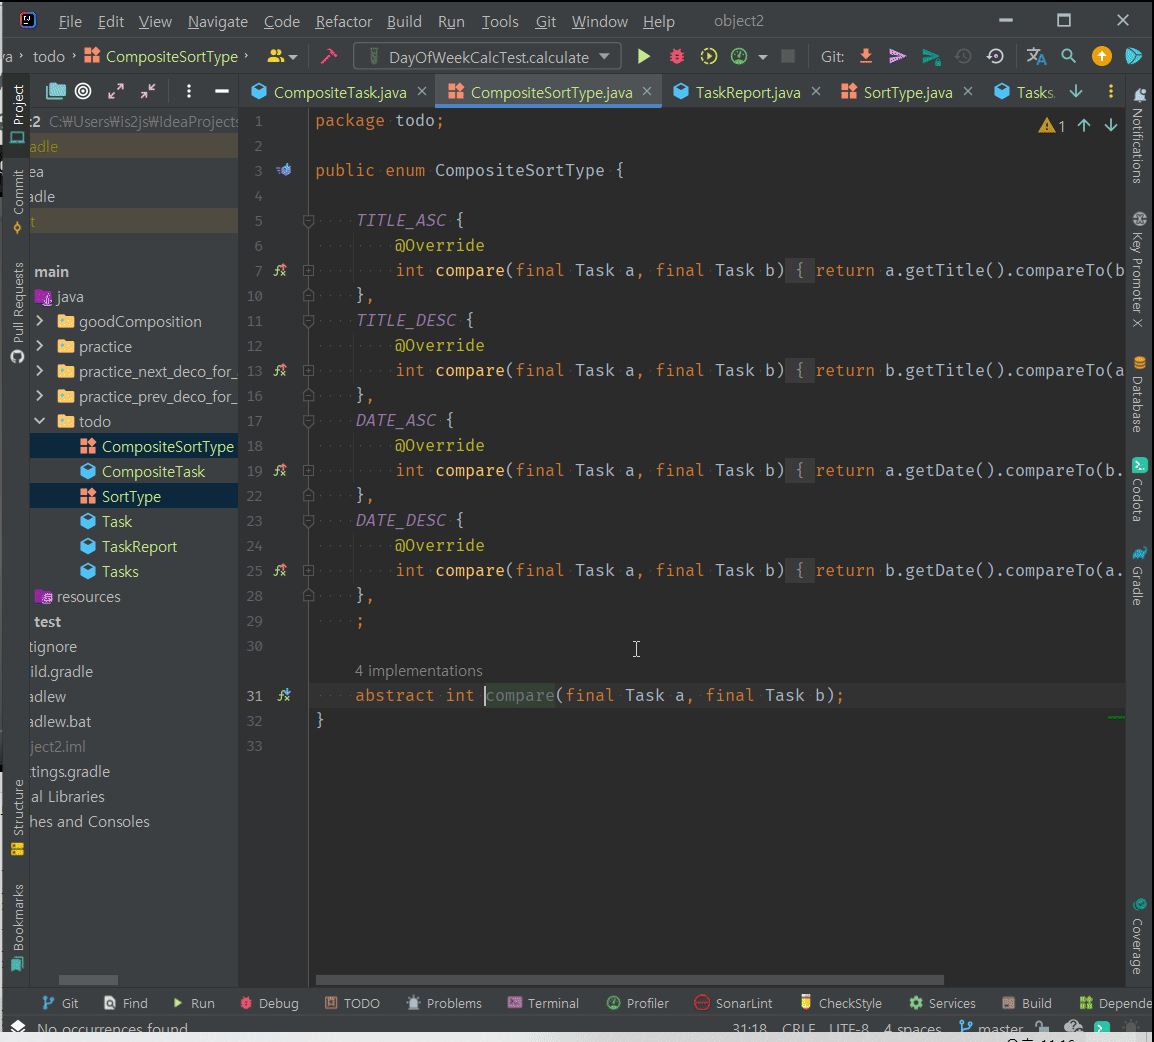 File Edit View Navigate Code Refactor Build Run Tools Git Window Help object2
va › todo › CompositeSortType › DayOfWeekCalcTest.calculate Git:
CompositeTask.java CompositeSortType.java TaskReport.java SortType.java Tasks.
Project
Commit
Pull Requests
Structure
Bookmarks
:2 C:₩Users₩is2js₩IdeaProjects
adle
ea
adle
t
main
java
goodComposition
practice
practice_next_deco_for_
practice_prev_deco_for_
todo
CompositeSortType
CompositeTask
SortType
Task
TaskReport
Tasks
resources
test
tignore
ild.gradle
adlew
adlew.bat
ject2.iml
ttings.gradle
al Libraries
hes and Consoles
1 package todo;
2
3 public enum CompositeSortType {
4
5 TITLE_ASC {
6 @Override
7 int compare(final Task a, final Task b) { return a.getTitle().compareTo(b
10 },
11 TITLE_DESC {
12 @Override
13 int compare(final Task a, final Task b) { return b.getTitle().compareTo(a
16 },
17 DATE_ASC {
18 @Override
19 int compare(final Task a, final Task b) { return a.getDate().compareTo(b.
22 },
23 DATE_DESC {
24 @Override
25 int compare(final Task a, final Task b) { return b.getDate().compareTo(a.
28 },
29 ;
30
4 implementations
31 abstract int compare(final Task a, final Task b);
32 }
33
1
Notifications
Key Promoter X
Database
Codota
Gradle
Coverage
Git Find Run Debug TODO Problems Terminal Profiler SonarLint CheckStyle Services Build Depende
No occurrences found 31:18 CRLF UTF-8 4 spaces master